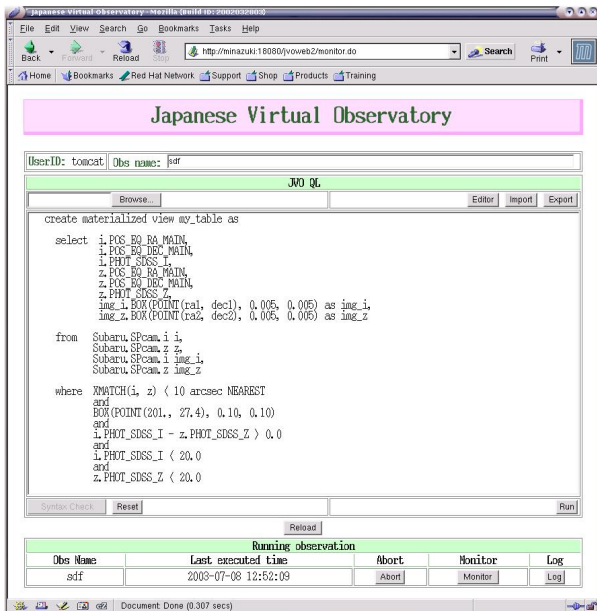 Japanese Virtual Observatory - Mozilla {Build ID: 2002032903}
File Edit View Search Go Bookmarks Tasks Help
Back Forward Reload Stop http://minazuki:18080/jvoweb2/monitor.do Search Print
Home Bookmarks Red Hat Network Support Shop Products Training
Japanese Virtual Observatory
UserID: tomcat Obs name: sdf
JVO QL
Browse... Editor Import Export
create materialized view my_table as
select i.POS_EQ_RA_MAIN,
i.POS_EQ_DEC_MAIN,
i.PHOT_SDSS_I,
z.POS_EQ_RA_MAIN,
z.POS_EQ_DEC_MAIN,
z.PHOT_SDSS_Z,
img_i.BOX(POINT(ra1, dec1), 0.005, 0.005) as img_i,
img_z.BOX(POINT(ra2, dec2), 0.005, 0.005) as img_z
from Subaru.SPcam.i i,
Subaru.SPcam.z z,
Subaru.SPcam.i img_i,
Subaru.SPcam.z img_z
where XMATCH(i, z) < 10 arcsec NEAREST
and
BOX(POINT(201., 27.4), 0.10, 0.10)
and
i.PHOT_SDSS_I - z.PHOT_SDSS_Z > 0.0
and
i.PHOT_SDSS_I < 20.0
and
z.PHOT_SDSS_Z < 20.0
Syntax Check Reset Run
Reload
Running observation
Obs Name Last executed time Abort Monitor Log
sdf 2003-07-08 12:52:09 Abort Monitor Log
Document: Done (0.307 secs)